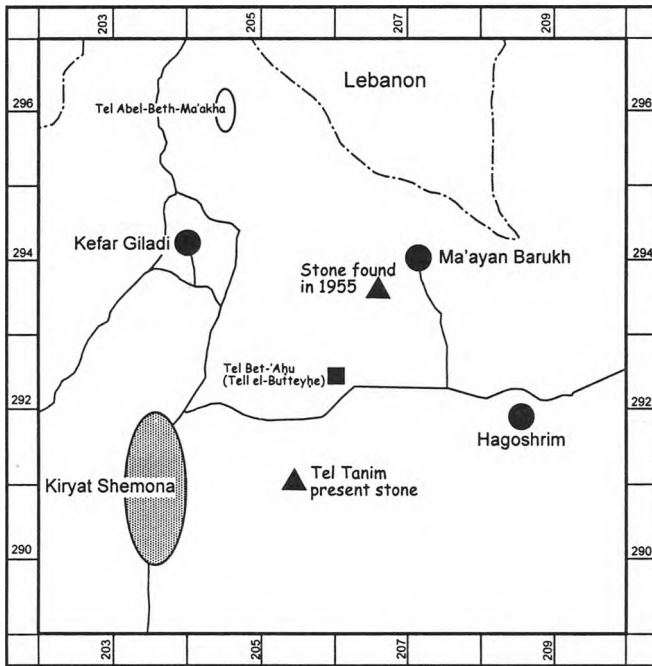 203
205
207
209
296
Lebanon
296
Tel Abel-Beth-Ma'akha
294
Kefar Giladi
Ma'ayan Barukh
294
Stone found
in 1955
Tel Bet-'Aḥu
(Tell el-Butteyḥe)
292
292
Hagoshrim
Kiryat Shemona
Tel Tanim
present stone
290
290
203
205
207
209